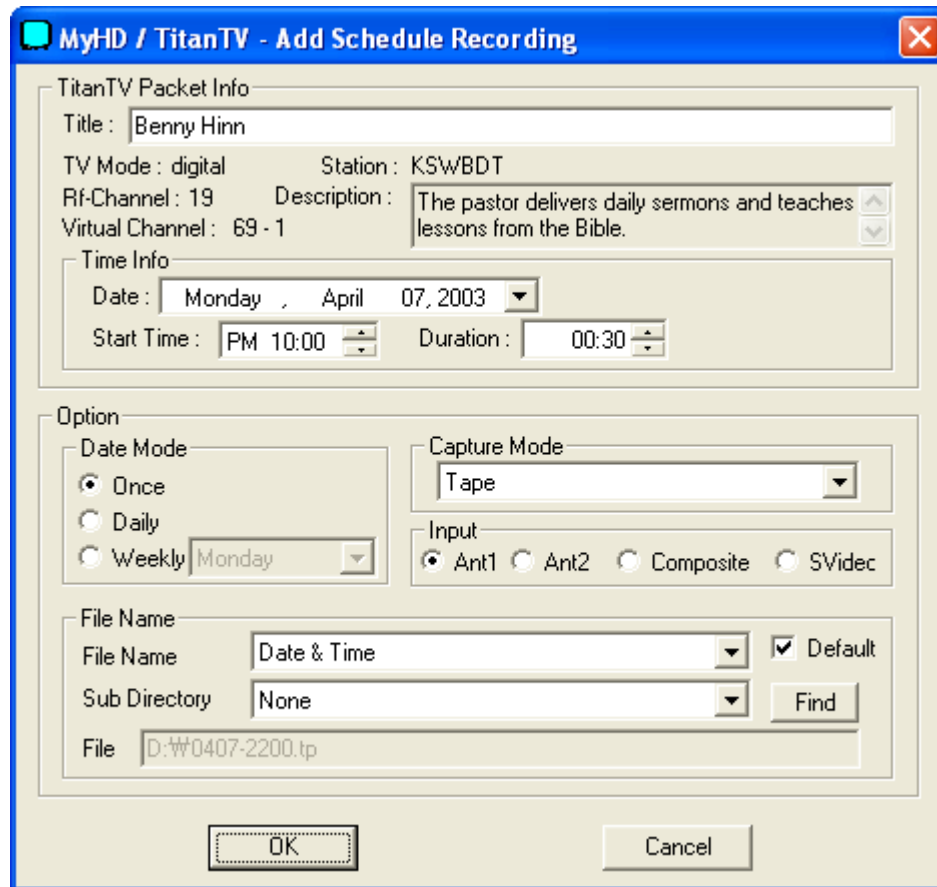 MyHD / TitanTV - Add Schedule Recording
TitanTV Packet Info
Title : Benny Hinn
TV Mode : digital Station : KSWBDT
Rf-Channel : 19 Description : The pastor delivers daily sermons and teaches
Virtual Channel : 69 - 1 lessons from the Bible.
Time Info
Date : Monday , April 07, 2003
Start Time : PM 10:00 Duration : 00:30
Option
Date Mode
Once
Daily
Weekly Monday
Capture Mode
Tape
Input
Ant1 Ant2 Composite SVidec
File Name
File Name Date & Time Default
Sub Directory None Find
File D:₩0407-2200.tp
OK Cancel